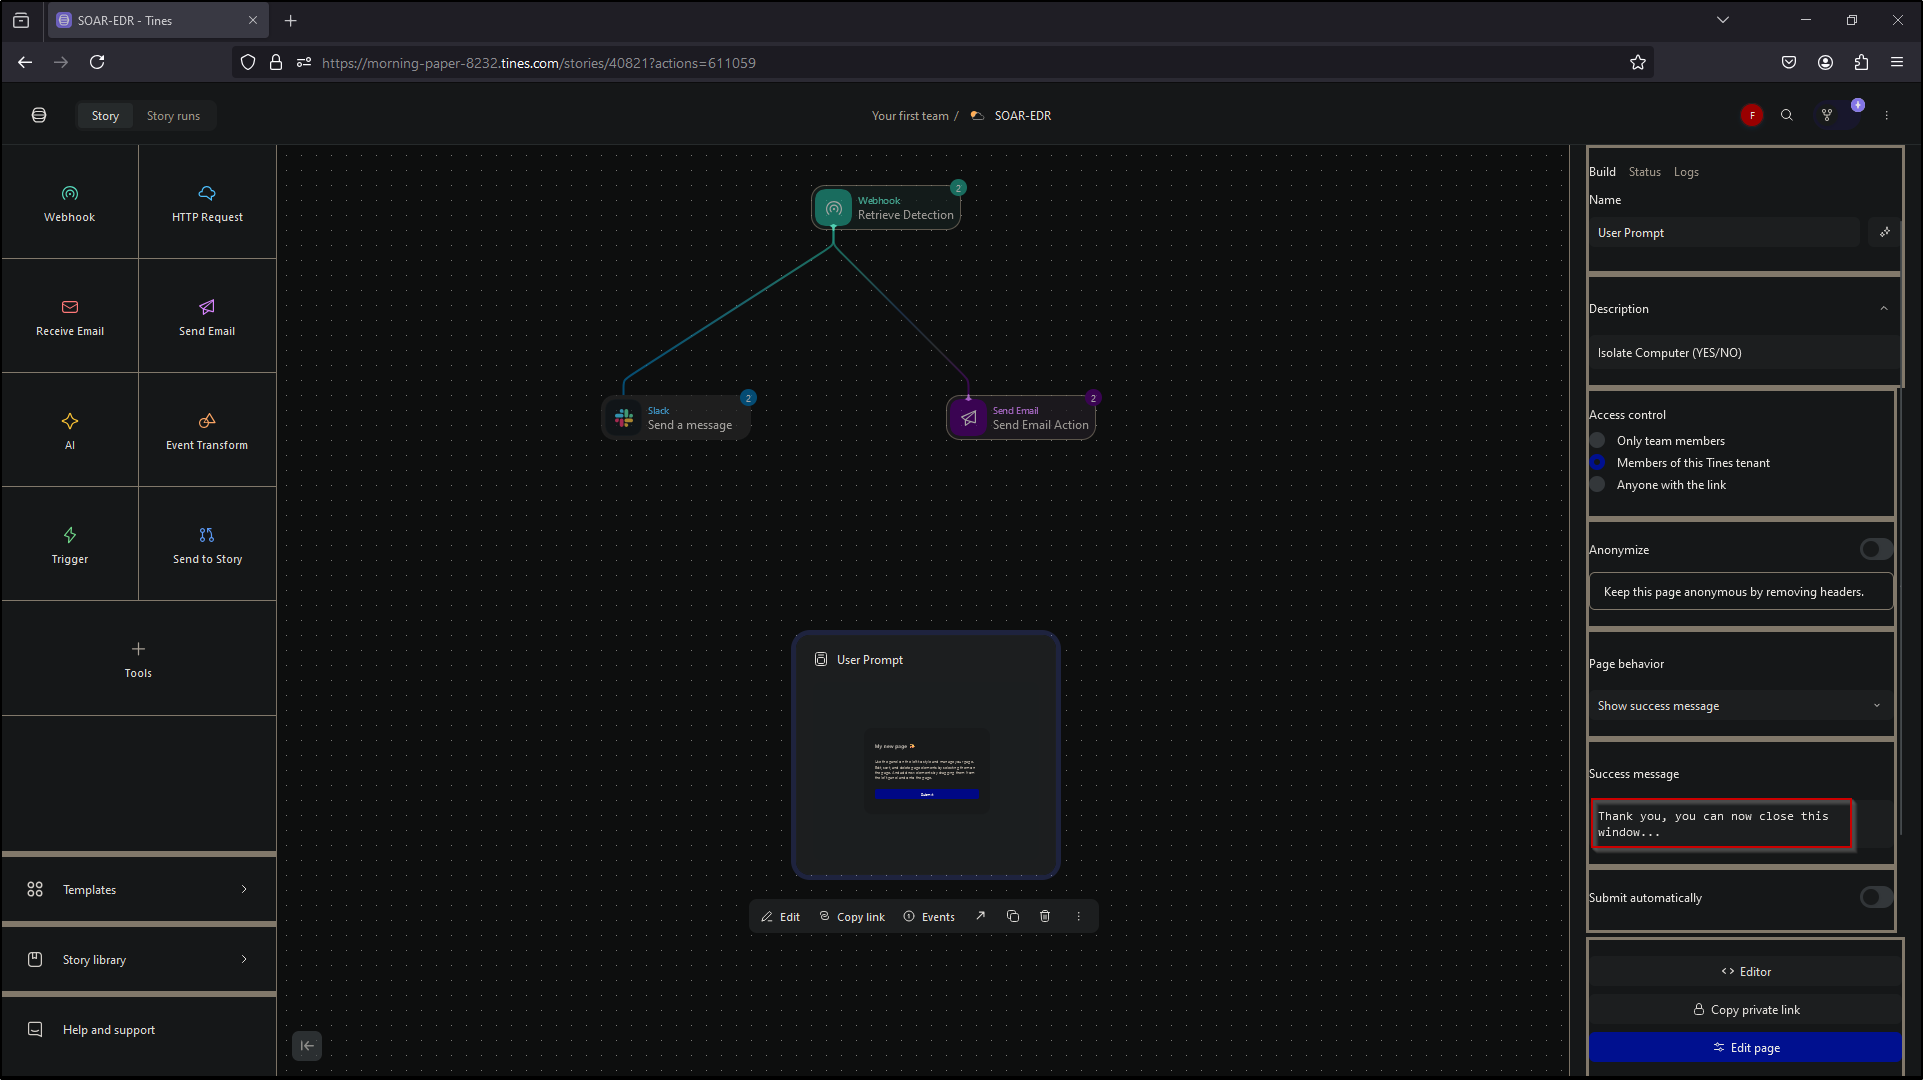 SOAR-EDR - Tines
https://morning-paper-8232.tines.com/stories/40821?actions=611059
Story
Story runs
Your first team / SOAR-EDR
F
Webhook
HTTP Request
Receive Email
Send Email
AI
Event Transform
Trigger
Send to Story
Tools
Templates
Story library
Help and support
2
Webhook
Retrieve Detection
2
Slack
Send a message
2
Send Email
Send Email Action
User Prompt
My new page
Submit
Edit
Copy link
Events
Build
Status
Logs
Name
User Prompt
Description
Isolate Computer (YES/NO)
Access control
Only team members
Members of this Tines tenant
Anyone with the link
Anonymize
Keep this page anonymous by removing headers.
Page behavior
Show success message
Success message
Thank you, you can now close this
window...
Submit automatically
Editor
Copy private link
Edit page